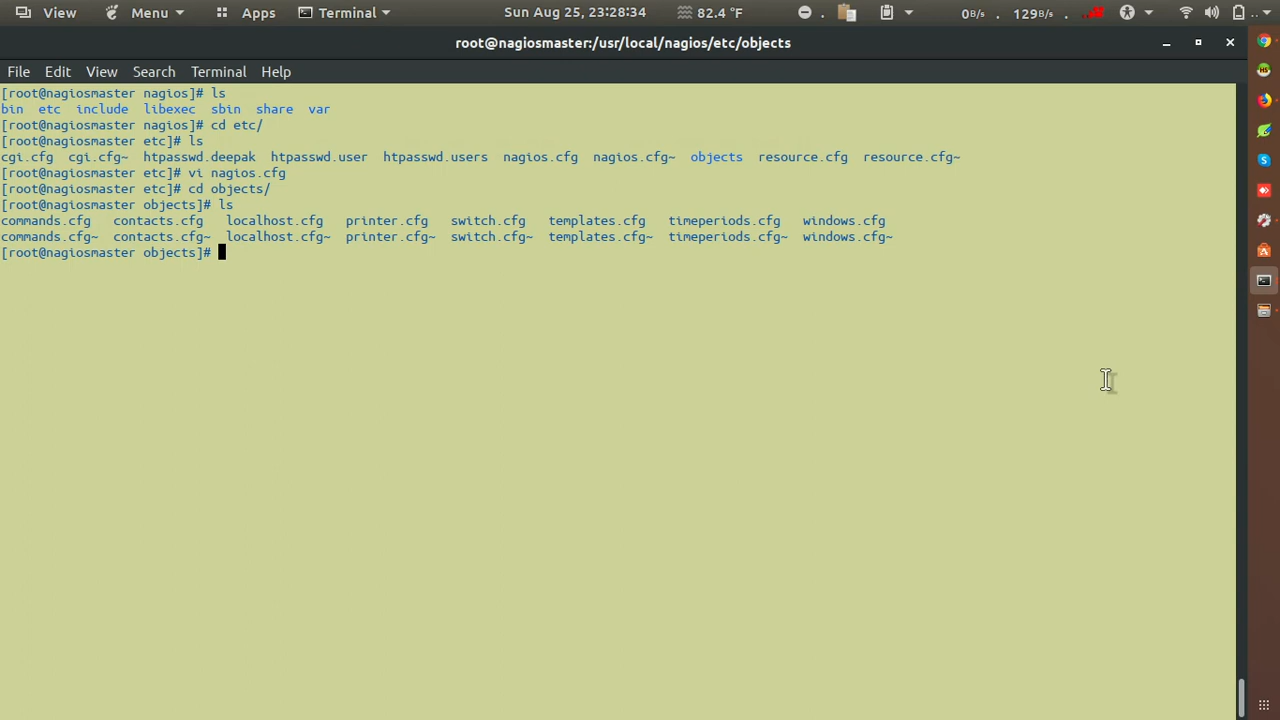 View Menu Apps Terminal Sun Aug 25, 23:28:34 82.4 °F 0B/s 129B/s
root@nagiosmaster:/usr/local/nagios/etc/objects
File Edit View Search Terminal Help
[root@nagiosmaster nagios]# ls
bin etc include libexec sbin share var
[root@nagiosmaster nagios]# cd etc/
[root@nagiosmaster etc]# ls
cgi.cfg cgi.cfg~ htpasswd.deepak htpasswd.user htpasswd.users nagios.cfg nagios.cfg~ objects resource.cfg resource.cfg~
[root@nagiosmaster etc]# vi nagios.cfg
[root@nagiosmaster etc]# cd objects/
[root@nagiosmaster objects]# ls
commands.cfg contacts.cfg localhost.cfg printer.cfg switch.cfg templates.cfg timeperiods.cfg windows.cfg
commands.cfg~ contacts.cfg~ localhost.cfg~ printer.cfg~ switch.cfg~ templates.cfg~ timeperiods.cfg~ windows.cfg~
[root@nagiosmaster objects]#